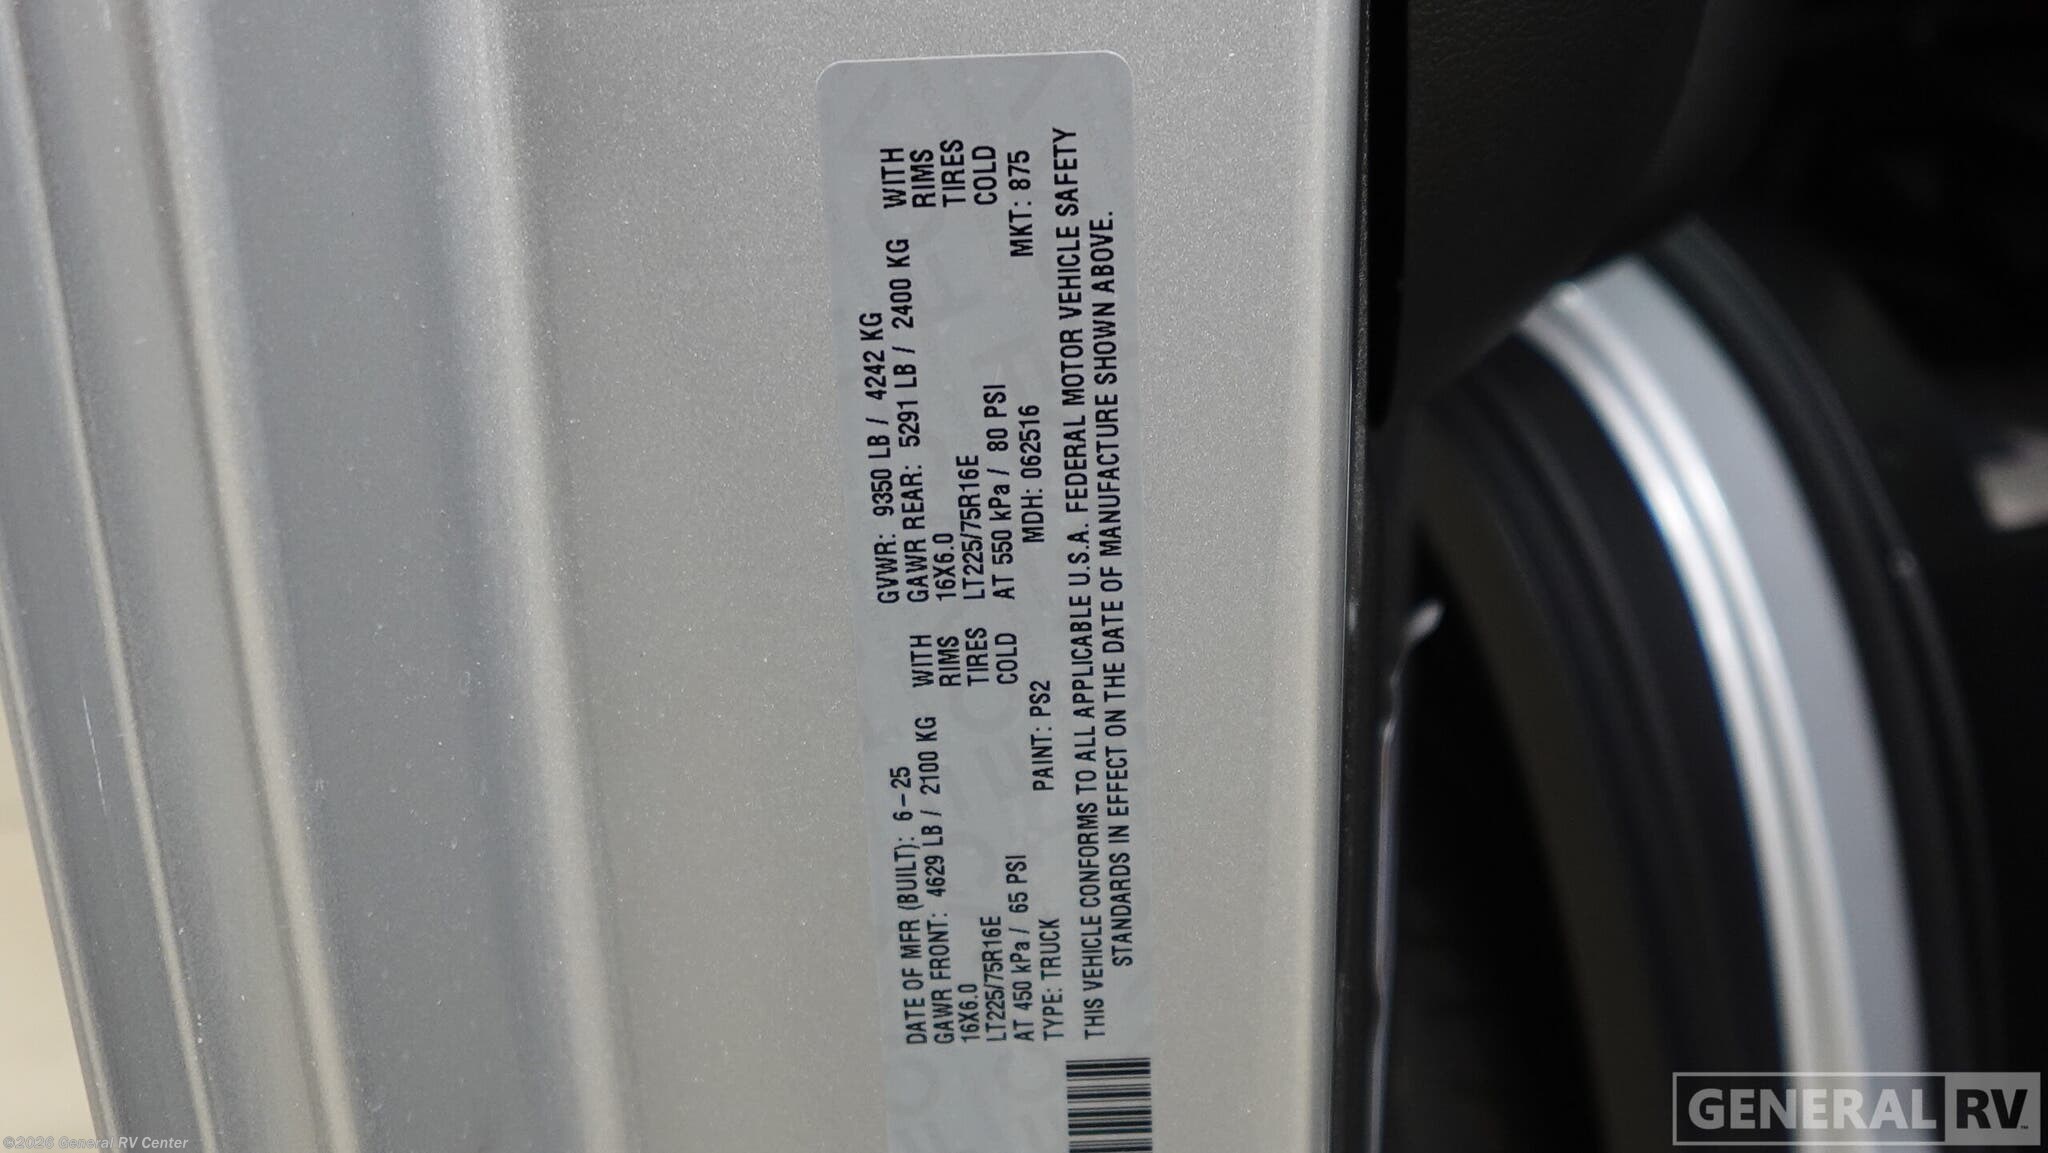 DATE OF MFR (BUILT): 6-25 GVWR: 9350 LB / 4242 KG
GAWR FRONT: 4629 LB / 2100 KG WITH GAWR REAR: 5291 LB / 2400 KG WITH
16X6.0 RIMS 16X6.0 RIMS
LT225/75R16E TIRES LT225/75R16E TIRES
AT 450 kPa / 65 PSI COLD AT 550 kPa / 80 PSI COLD
TYPE: TRUCK PAINT: PS2 MDH: 062516 MKT: 875
THIS VEHICLE CONFORMS TO ALL APPLICABLE U.S.A. FEDERAL MOTOR VEHICLE SAFETY
STANDARDS IN EFFECT ON THE DATE OF MANUFACTURE SHOWN ABOVE.
©2026 General RV Center
GENERAL RV